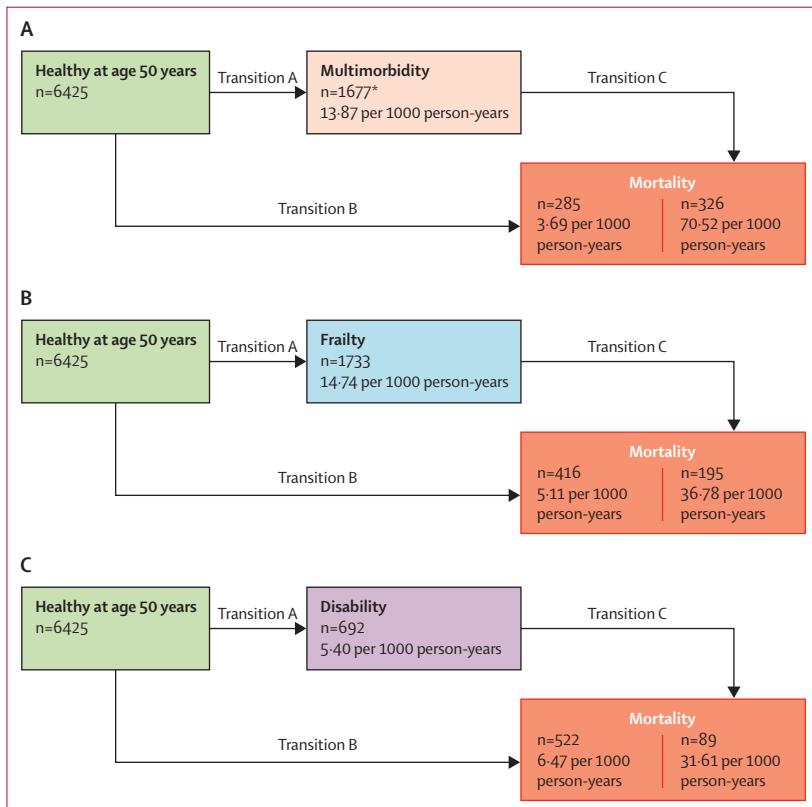 A
Healthy at age 50 years
n=6425
Transition A
Multimorbidity
n=1677*
13·87 per 1000 person-years
Transition C
Transition B
Mortality
n=285
3·69 per 1000
person-years
n=326
70·52 per 1000
person-years
B
Healthy at age 50 years
n=6425
Transition A
Frailty
n=1733
14·74 per 1000 person-years
Transition C
Transition B
Mortality
n=416
5·11 per 1000
person-years
n=195
36·78 per 1000
person-years
C
Healthy at age 50 years
n=6425
Transition A
Disability
n=692
5·40 per 1000 person-years
Transition C
Transition B
Mortality
n=522
6·47 per 1000
person-years
n=89
31·61 per 1000
person-years